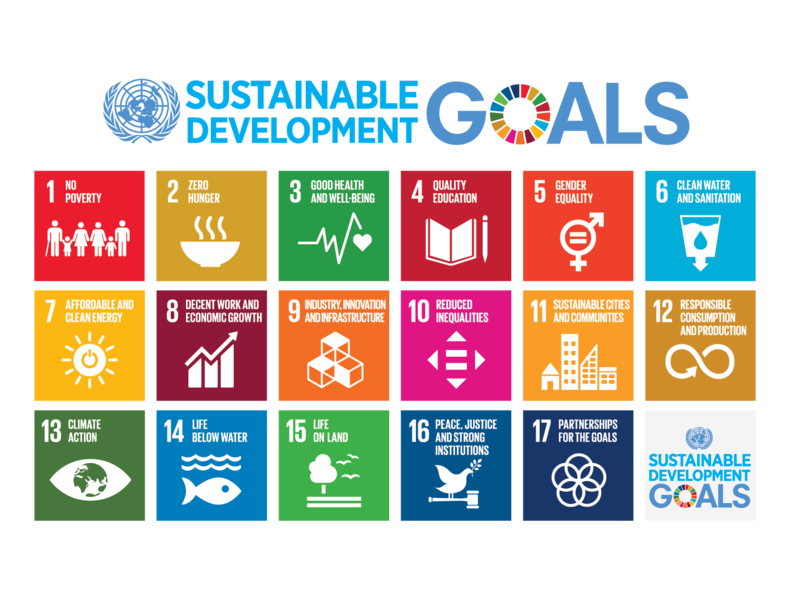 SUSTAINABLE
DEVELOPMENT
GOALS
1 NO
POVERTY
2 ZERO
HUNGER
3 GOOD HEALTH
AND WELL-BEING
4 QUALITY
EDUCATION
5 GENDER
EQUALITY
6 CLEAN WATER
AND SANITATION
7 AFFORDABLE AND
CLEAN ENERGY
8 DECENT WORK AND
ECONOMIC GROWTH
9 INDUSTRY, INNOVATION
AND INFRASTRUCTURE
10 REDUCED
INEQUALITIES
11 SUSTAINABLE CITIES
AND COMMUNITIES
12 RESPONSIBLE
CONSUMPTION
AND PRODUCTION
13 CLIMATE
ACTION
14 LIFE
BELOW WATER
15 LIFE
ON LAND
16 PEACE, JUSTICE
AND STRONG
INSTITUTIONS
17 PARTNERSHIPS
FOR THE GOALS
SUSTAINABLE
DEVELOPMENT
GOALS